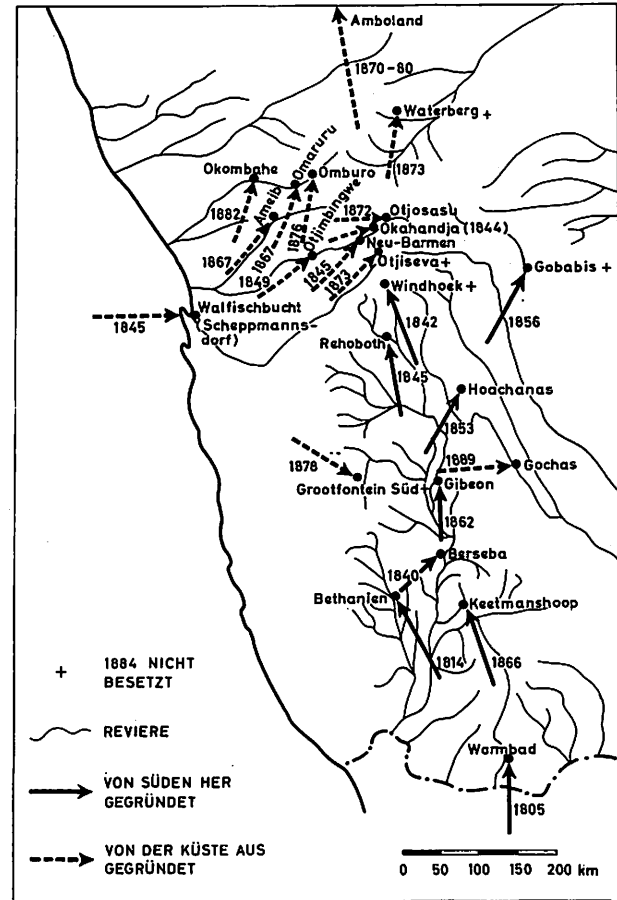 Amboland
1870-80
Waterberg +
1873
Okombahe
Omaruru
Omburo
Ameib
Otjimbingwe
1882
1867
1867
1876
1872
Otjosasu
Okahandja (1844)
Neu-Barmen
Otjiseva+
1849
1845
1873
Gobabis +
Windhoek +
1856
1845
Walfischbucht
(Scheppmanns-
dorf)
1842
Rehoboth
1845
Hoachanas
1853
1878
1889
Gochas
Grootfontein Süd+
Gibeon
1862
Berseba
1840
Bethanien
Keetmanshoop
1814
1866
Warmbad
1805
+ 1884 NICHT
BESETZT
REVIERE
VON SÜDEN HER
GEGRÜNDET
VON DER KÜSTE AUS
GEGRÜNDET
0 50 100 150 200 km